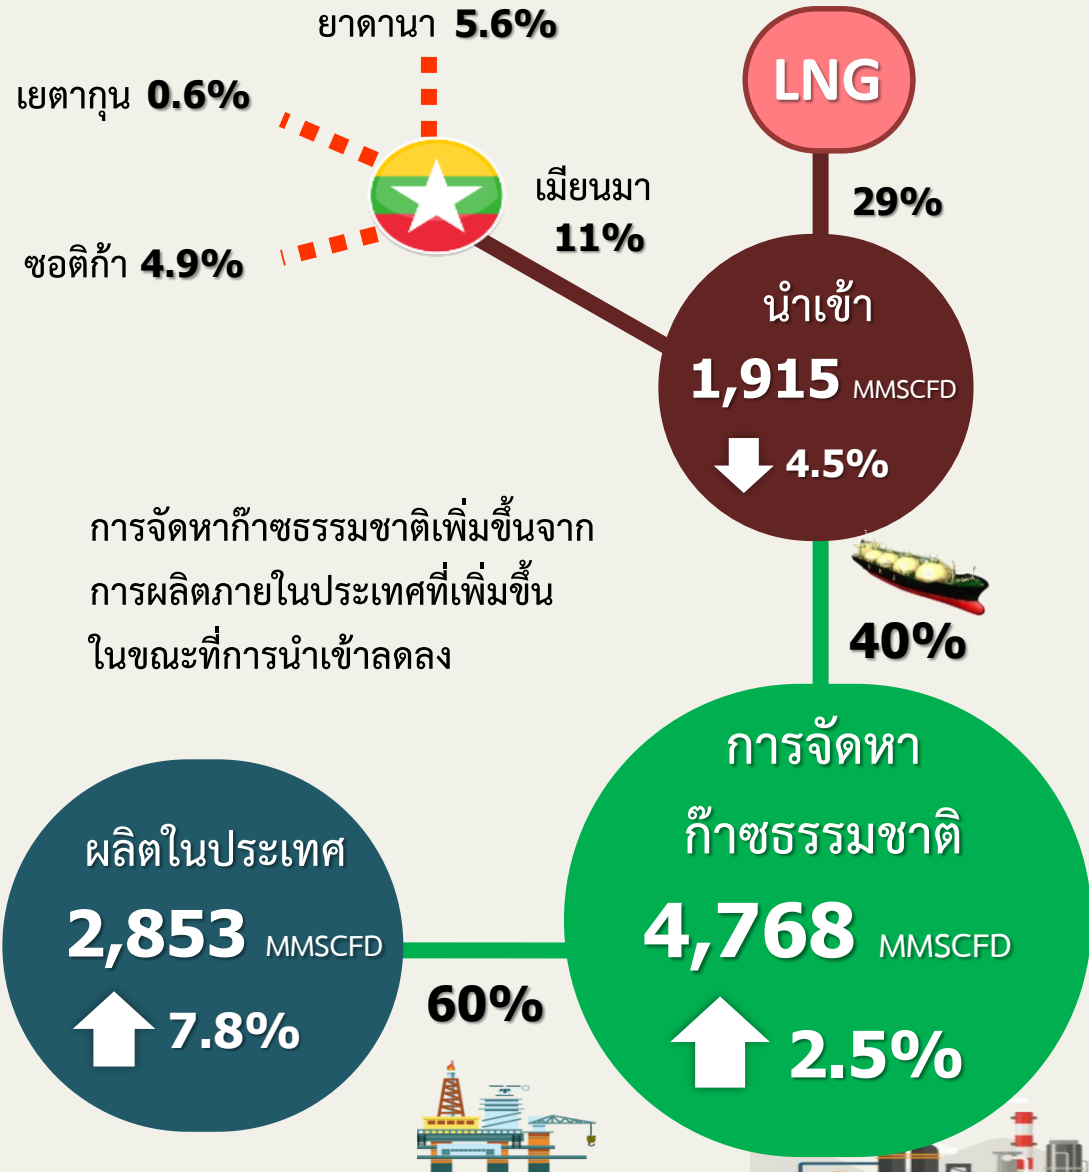 ยาดานา 5.6%
เยตากุน 0.6%
ซอติก้า 4.9%
เมียนมา
11%
LNG
29%
นำเข้า
1,915 MMSCFD
4.5%
การจัดหาก๊าซธรรมชาติเพิ่มขึ้นจาก
การผลิตภายในประเทศที่เพิ่มขึ้น
ในขณะที่การนำเข้าลดลง
40%
การจัดหา
ก๊าซธรรมชาติ
4,768 MMSCFD
2.5%
ผลิตในประเทศ
2,853 MMSCFD
7.8%
60%